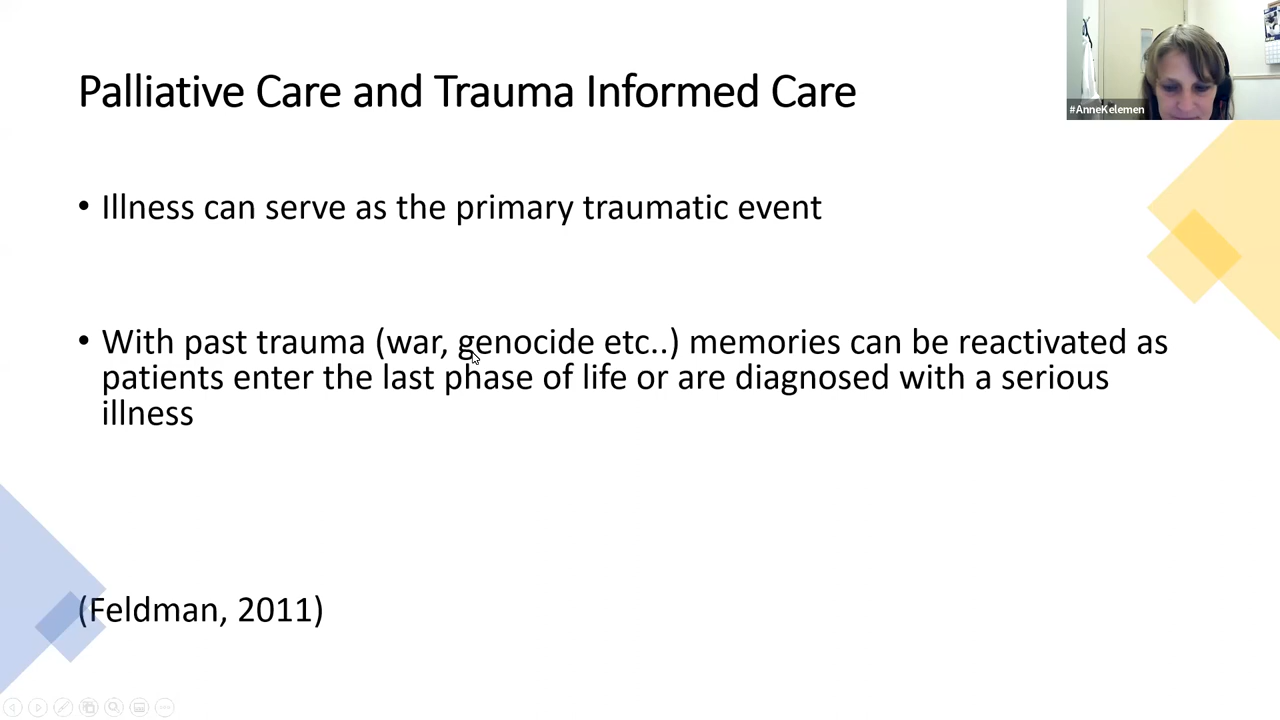 Palliative Care and Trauma Informed Care
#AnneKelemen
• Illness can serve as the primary traumatic event
• With past trauma (war, genocide etc..) memories can be reactivated as
patients enter the last phase of life or are diagnosed with a serious
illness
(Feldman, 2011)